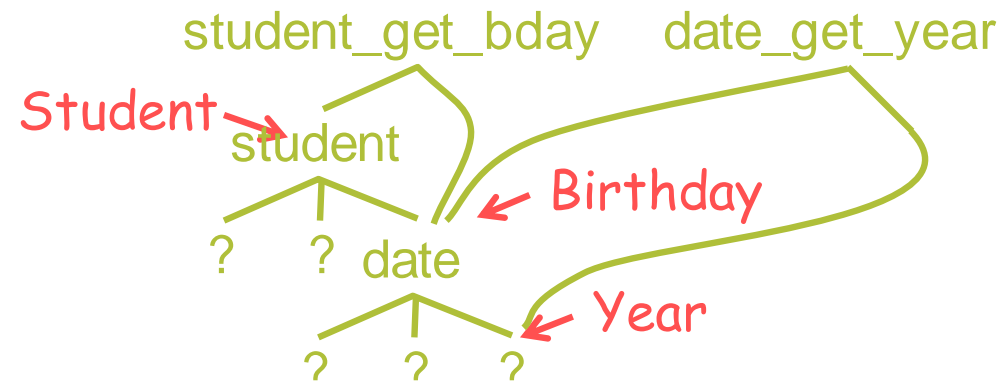 student_get_bday date_get_year
Student
student
Birthday
? ? date
Year
? ? ?